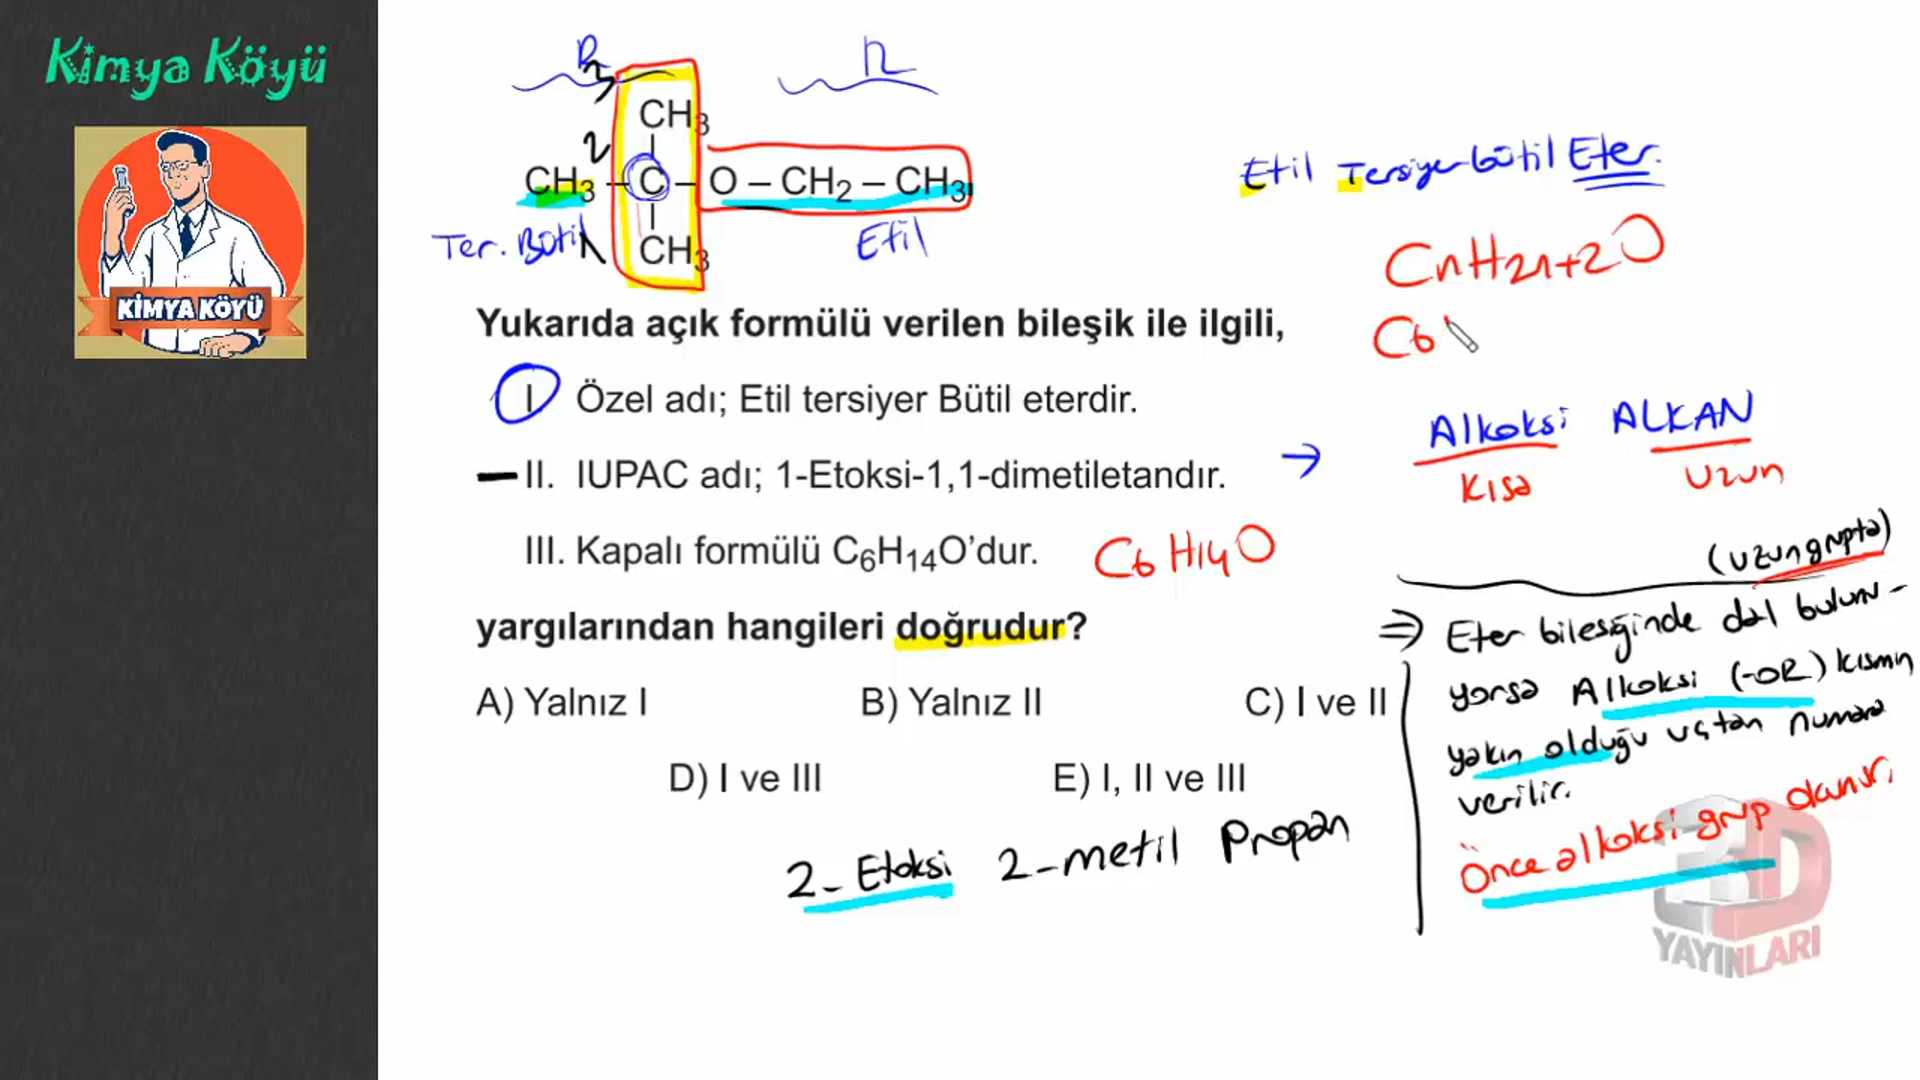 Kimya Köyü
KİMYA KÖYÜ
CH3
2
CH3 – C – O – CH2 – CH3
CH3
Ter. Bütil
Etil
Etil Tersiyer bütil Eter.
CnH2n+2O
C6
Yukarıda açık formülü verilen bileşik ile ilgili,
I Özel adı; Etil tersiyer Bütil eterdir.
II. IUPAC adı; 1-Etoksi-1,1-dimetiletandır.
III. Kapalı formülü C6H14O’dur.
C6H14O
yargılarından hangileri doğrudur?
A) Yalnız I B) Yalnız II C) I ve II
D) I ve III E) I, II ve III
2- Etoksi 2-metil Propan
→ Alkoksi ALKAN
Kısa Uzun
(uzun grupta)
⇒ Eter bileşiğinde dal bulun-
yorsa Alkoksi (-OR) kısmın
yakın olduğu uçtan numara
verilir.
Önce alkoksi grup okunur.
3D
YAYINLARI